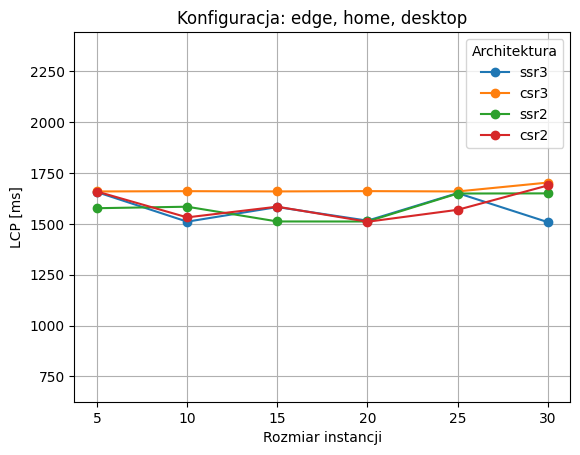 Konfiguracja: edge, home, desktop
Architektura
ssr3
csr3
ssr2
csr2
LCP [ms]
2250
2000
1750
1500
1250
1000
750
5 10 15 20 25 30
Rozmiar instancji